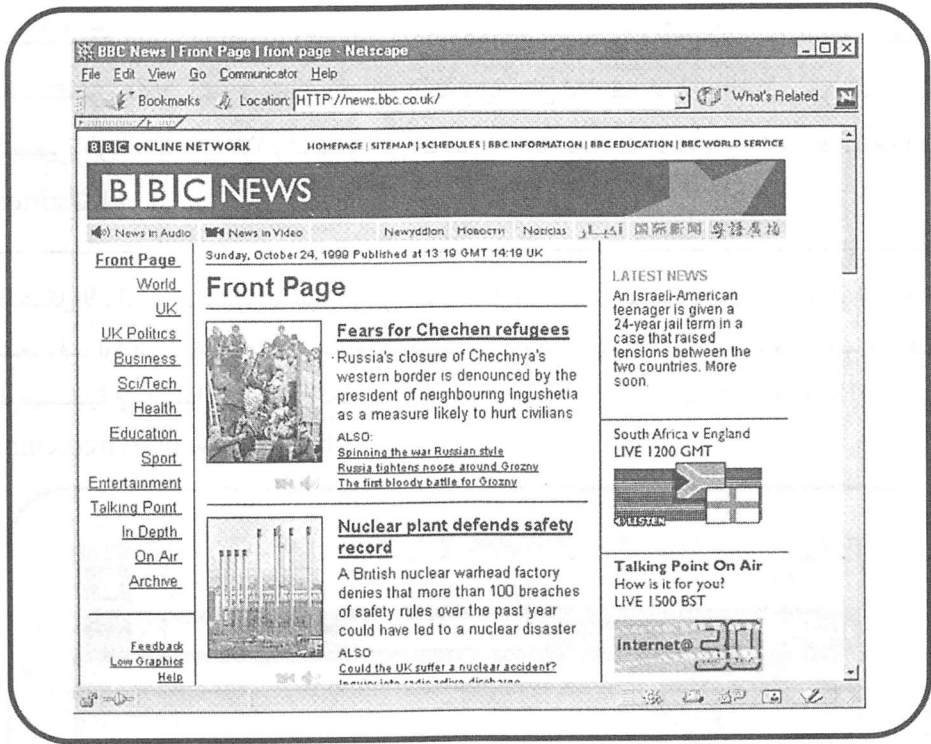 BBC News | Front Page | front page - Netscape
File Edit View Go Communicator Help
Bookmarks Location: HTTP://news.bbc.co.uk/ What's Related
BBC ONLINE NETWORK HOMEPAGE | SITEMAP | SCHEDULES | BBC INFORMATION | BBC EDUCATION | BBC WORLD SERVICE
BBC NEWS
News in Audio News in Video Newyddion Новости Noticias أخبار 国际新闻 粵語廣播
Front Page
World
UK
UK Politics
Business
Sci/Tech
Health
Education
Sport
Entertainment
Talking Point
In Depth
On Air
Archive
Feedback
Low Graphics
Help
Sunday, October 24, 1999 Published at 13:19 GMT 14:19 UK
Front Page
Fears for Chechen refugees
Russia's closure of Chechnya's
western border is denounced by the
president of neighbouring Ingushetia
as a measure likely to hurt civilians
ALSO:
Spinning the war Russian style
Russia tightens noose around Grozny
The first bloody battle for Grozny
Nuclear plant defends safety
record
A British nuclear warhead factory
denies that more than 100 breaches
of safety rules over the past year
could have led to a nuclear disaster
ALSO
Could the UK suffer a nuclear accident?
Inquiry into radioactive discharge
LATEST NEWS
An Israeli-American
teenager is given a
24-year jail term in a
case that raised
tensions between the
two countries. More
soon.
South Africa v England
LIVE 1200 GMT
LISTEN
Talking Point On Air
How is it for you?
LIVE 1500 BST
internet@30